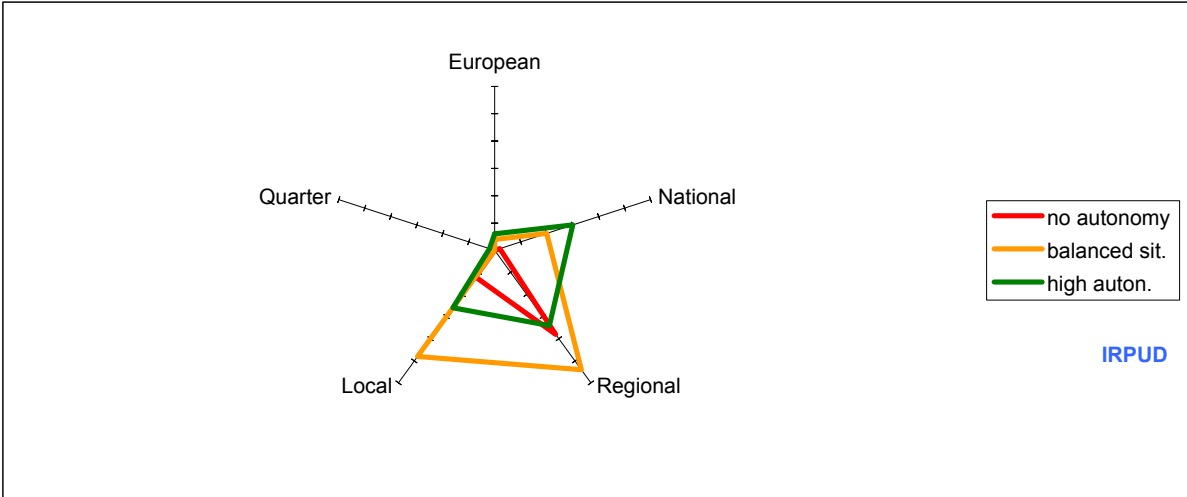 European
Quarter
National
no autonomy
balanced sit.
high auton.
IRPUD
Local
Regional